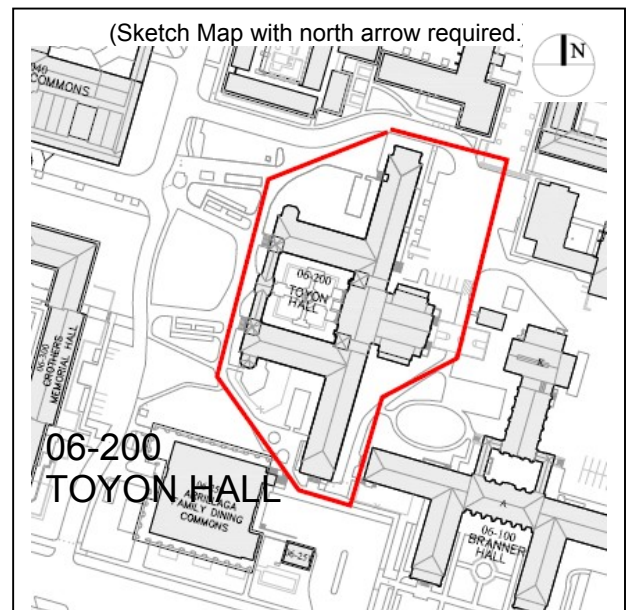 (Sketch Map with north arrow required.
N
COMMONS
06-200
TOYON
HALL
CROTHERS
MEMORIAL HALL
06-200
TOYON HALL
ARRILLAGA
FAMILY DINING
COMMONS
06-100
BRANNER
HALL